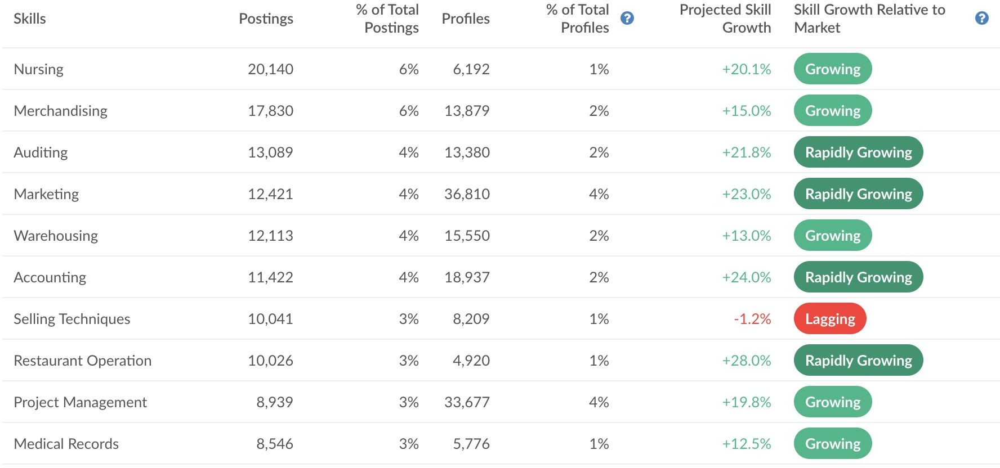 Skills Postings % of Total Postings Profiles % of Total Profiles ? Projected Skill Growth Skill Growth Relative to Market ?
Nursing 20,140 6% 6,192 1% +20.1% Growing
Merchandising 17,830 6% 13,879 2% +15.0% Growing
Auditing 13,089 4% 13,380 2% +21.8% Rapidly Growing
Marketing 12,421 4% 36,810 4% +23.0% Rapidly Growing
Warehousing 12,113 4% 15,550 2% +13.0% Growing
Accounting 11,422 4% 18,937 2% +24.0% Rapidly Growing
Selling Techniques 10,041 3% 8,209 1% -1.2% Lagging
Restaurant Operation 10,026 3% 4,920 1% +28.0% Rapidly Growing
Project Management 8,939 3% 33,677 4% +19.8% Growing
Medical Records 8,546 3% 5,776 1% +12.5% Growing